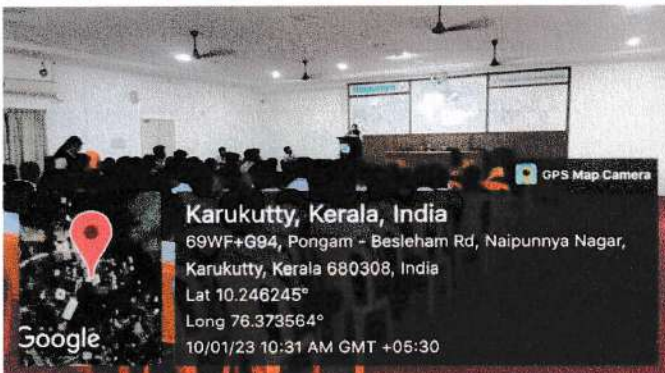 Naipunnya
GPS Map Camera
Karukutty, Kerala, India
69WF+G94, Pongam - Besleham Rd, Naipunnya Nagar,
Karukutty, Kerala 680308, India
Lat 10.246245°
Long 76.373564°
10/01/23 10:31 AM GMT +05:30
Google